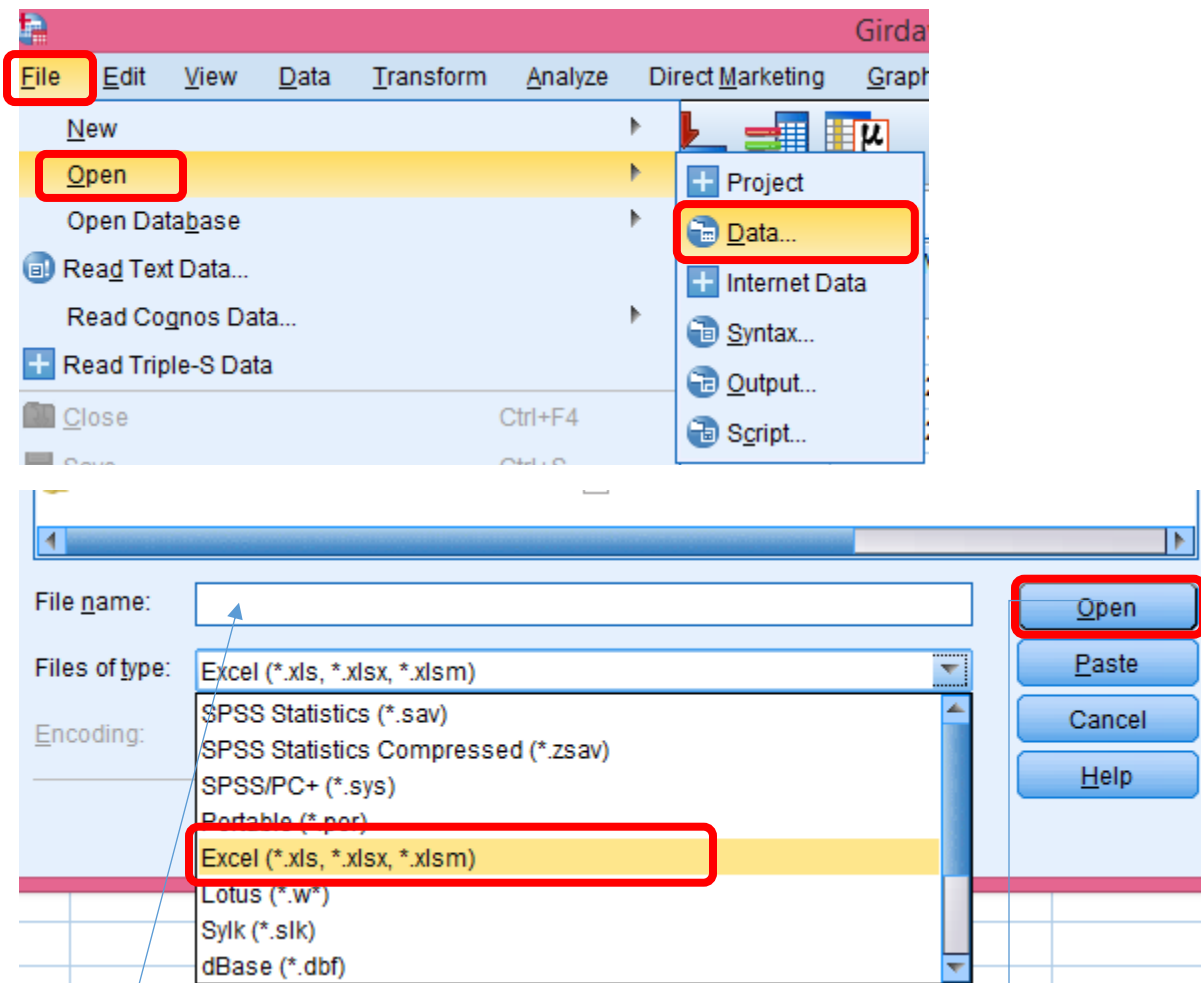 Girda
File Edit View Data Transform Analyze Direct Marketing Graph
New
μ
Open
Project
Open Database
Data...
Read Text Data...
Internet Data
Read Cognos Data...
Syntax...
Read Triple-S Data
Output...
Close Ctrl+F4
Script...
Save Ctrl+S
File name:
Open
Files of type: Excel (*.xls, *.xlsx, *.xlsm)
Paste
SPSS Statistics (*.sav)
Cancel
Encoding:
SPSS Statistics Compressed (*.zsav)
Help
SPSS/PC+ (*.sys)
Portable (*.por)
Excel (*.xls, *.xlsx, *.xlsm)
Lotus (*.w*)
Sylk (*.slk)
dBase (*.dbf)